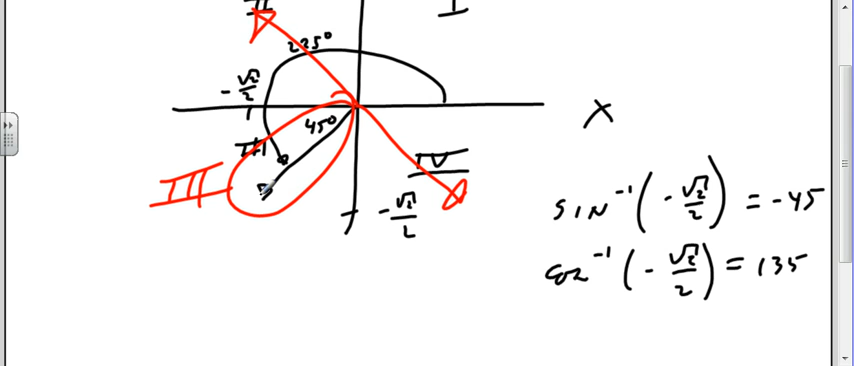 II
I
225°
-√2/2
X
45°
III
IV
III
-√2/2
sin⁻¹(-√2/2) = -45
cos⁻¹(-√2/2) = 135